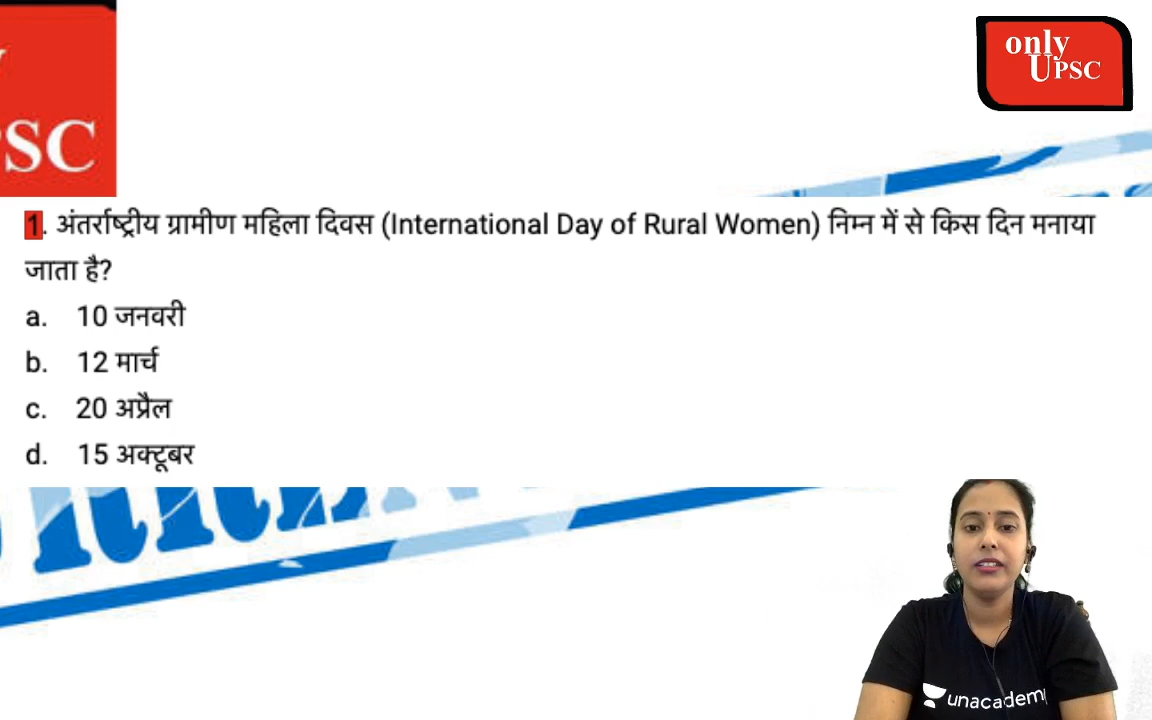 SC
only
UPSC
1. अंतर्राष्ट्रीय ग्रामीण महिला दिवस (International Day of Rural Women) निम्न में से किस दिन मनाया
जाता है?
a. 10 जनवरी
b. 12 मार्च
c. 20 अप्रैल
d. 15 अक्टूबर
unacadem